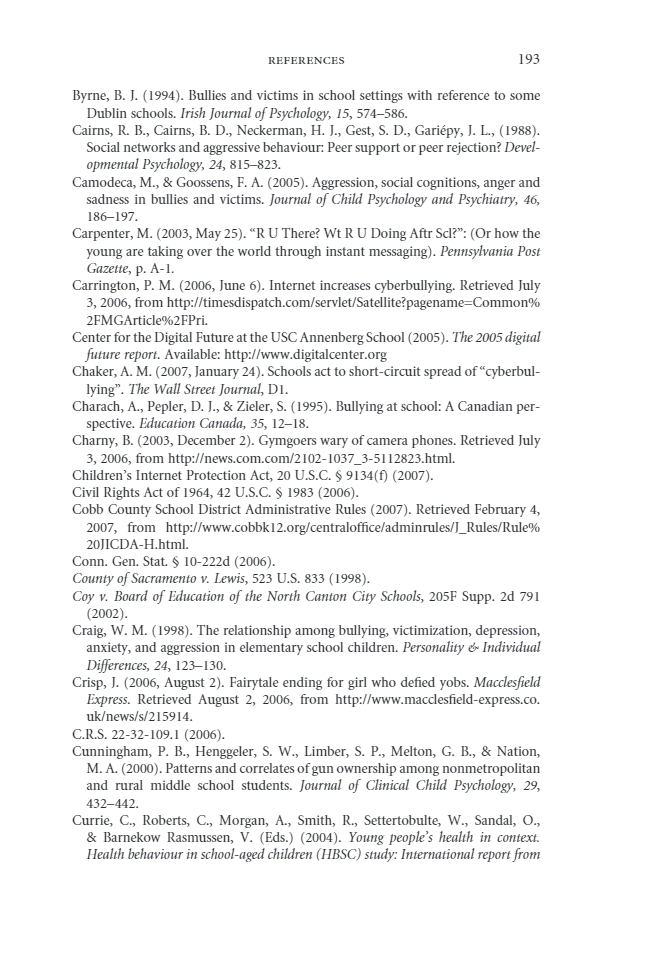 REFERENCES 193
Byrne, B. J. (1994). Bullies and victims in school settings with reference to some
Dublin schools. Irish Journal of Psychology, 15, 574–586.
Cairns, R. B., Cairns, B. D., Neckerman, H. J., Gest, S. D., Gariépy, J. L., (1988).
Social networks and aggressive behaviour: Peer support or peer rejection? Devel-
opmental Psychology, 24, 815–823.
Camodeca, M., & Goossens, F. A. (2005). Aggression, social cognitions, anger and
sadness in bullies and victims. Journal of Child Psychology and Psychiatry, 46,
186–197.
Carpenter, M. (2003, May 25). “R U There? Wt R U Doing Aftr Scl?”: (Or how the
young are taking over the world through instant messaging). Pennsylvania Post
Gazette, p. A-1.
Carrington, P. M. (2006, June 6). Internet increases cyberbullying. Retrieved July
3, 2006, from http://timesdispatch.com/servlet/Satellite?pagename=Common%
2FMGArticle%2FPri.
Center for the Digital Future at the USC Annenberg School (2005). The 2005 digital
future report. Available: http://www.digitalcenter.org
Chaker, A. M. (2007, January 24). Schools act to short-circuit spread of “cyberbul-
lying”. The Wall Street Journal, D1.
Charach, A., Pepler, D. J., & Zieler, S. (1995). Bullying at school: A Canadian per-
spective. Education Canada, 35, 12–18.
Charny, B. (2003, December 2). Gymgoers wary of camera phones. Retrieved July
3, 2006, from http://news.com.com/2102-1037_3-5112823.html.
Children’s Internet Protection Act, 20 U.S.C. § 9134(f) (2007).
Civil Rights Act of 1964, 42 U.S.C. § 1983 (2006).
Cobb County School District Administrative Rules (2007). Retrieved February 4,
2007, from http://www.cobbk12.org/centraloffice/adminrules/J_Rules/Rule%
20JICDA-H.html.
Conn. Gen. Stat. § 10-222d (2006).
County of Sacramento v. Lewis, 523 U.S. 833 (1998).
Coy v. Board of Education of the North Canton City Schools, 205F Supp. 2d 791
(2002).
Craig, W. M. (1998). The relationship among bullying, victimization, depression,
anxiety, and aggression in elementary school children. Personality & Individual
Differences, 24, 123–130.
Crisp, J. (2006, August 2). Fairytale ending for girl who defied yobs. Macclesfield
Express. Retrieved August 2, 2006, from http://www.macclesfield-express.co.
uk/news/s/215914.
C.R.S. 22-32-109.1 (2006).
Cunningham, P. B., Henggeler, S. W., Limber, S. P., Melton, G. B., & Nation,
M. A. (2000). Patterns and correlates of gun ownership among nonmetropolitan
and rural middle school students. Journal of Clinical Child Psychology, 29,
432–442.
Currie, C., Roberts, C., Morgan, A., Smith, R., Settertobulte, W., Sandal, O.,
& Barnekow Rasmussen, V. (Eds.) (2004). Young people’s health in context.
Health behaviour in school-aged children (HBSC) study: International report from